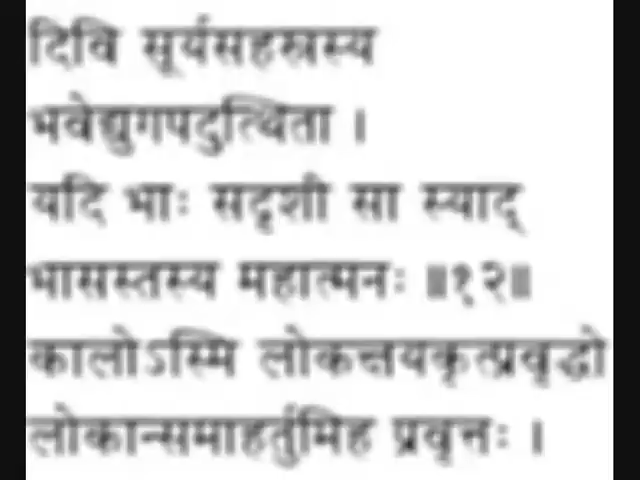 दिवि सूर्यसहस्रस्य
भवेद्युगपदुत्थिता ।
यदि भाः सदृशी सा स्याद्
भासस्तस्य महात्मनः ॥१२॥
कालोऽस्मि लोकक्षयकृत्प्रवृद्धो
लोकान्समाहर्तुमिह प्रवृत्तः ।